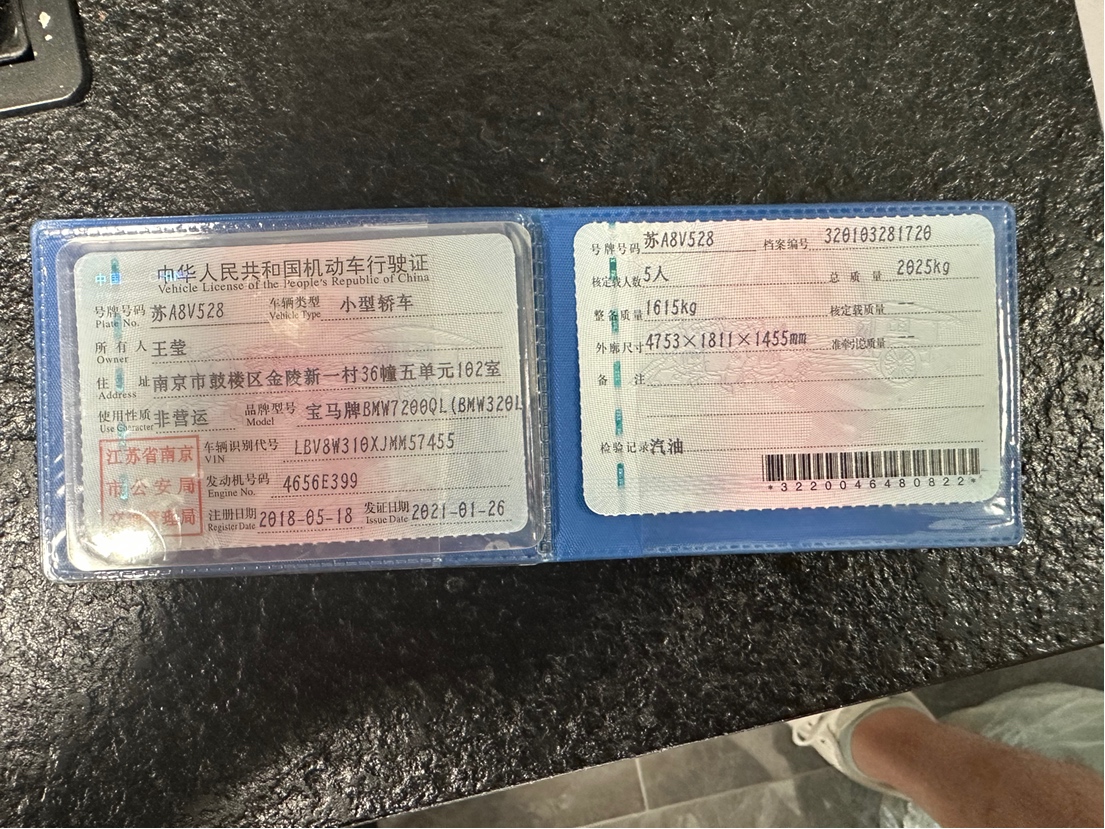 中华人民共和国机动车行驶证
Vehicle License of the People's Republic of China
号牌号码 苏A8V528 车辆类型 小型轿车
Plate No. Vehicle Type
所有人 王莹
Owner
住址 南京市鼓楼区金陵新一村36幢五单元102室
Address
使用性质 非营运 品牌型号 宝马牌BMW7200QL(BMW320L
Use Character Model
车辆识别代号 LBV8W310XJMM57455
VIN
发动机号码 4656E399
Engine No.
注册日期 2018-05-18 发证日期 2021-01-26
Register Date Issue Date
江苏省南京
市公安局
交通管理局
中国
号牌号码 苏A8V528 档案编号 320103281720
核定载人数 5人 总质量 2025kg
整备质量 1615kg 核定载质量 --
外廓尺寸 4753×1811×1455mm 准牵引总质量 --
备注
检验记录 汽油
*3220046480822*